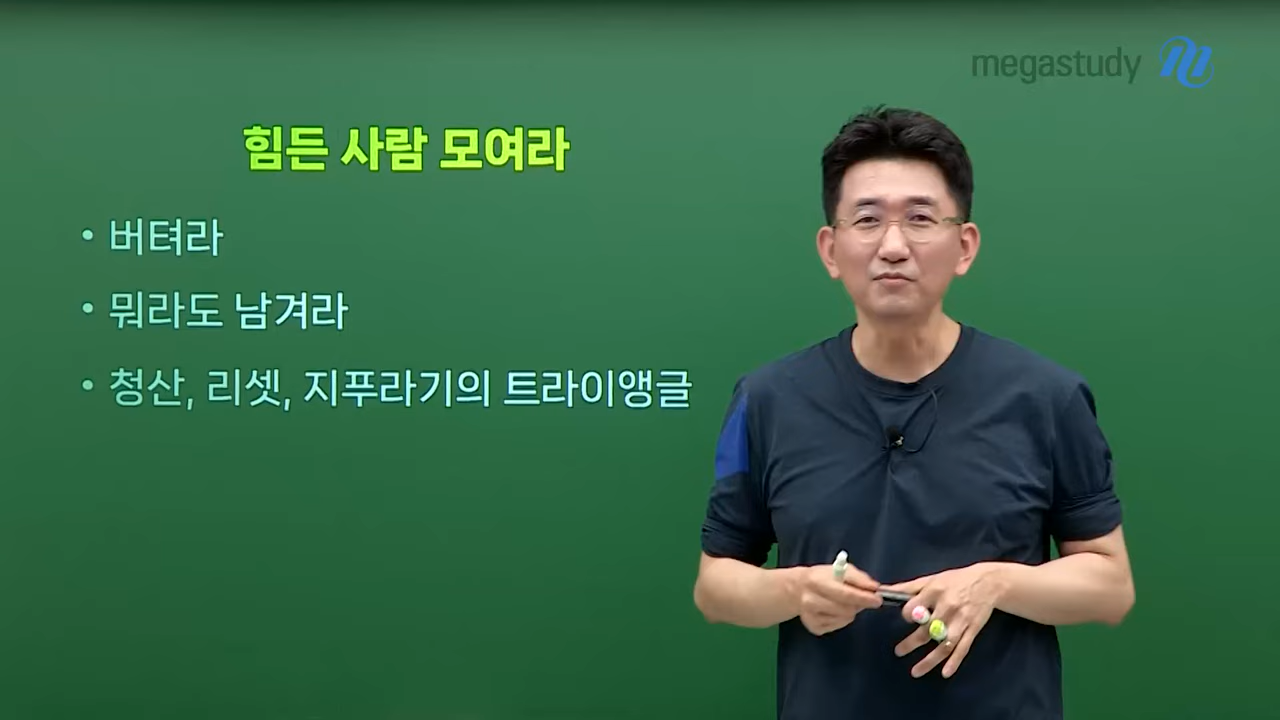 megastudy
힘든 사람 모여라
• 버텨라
• 뭐라도 남겨라
• 청산, 리셋, 지푸라기의 트라이앵글